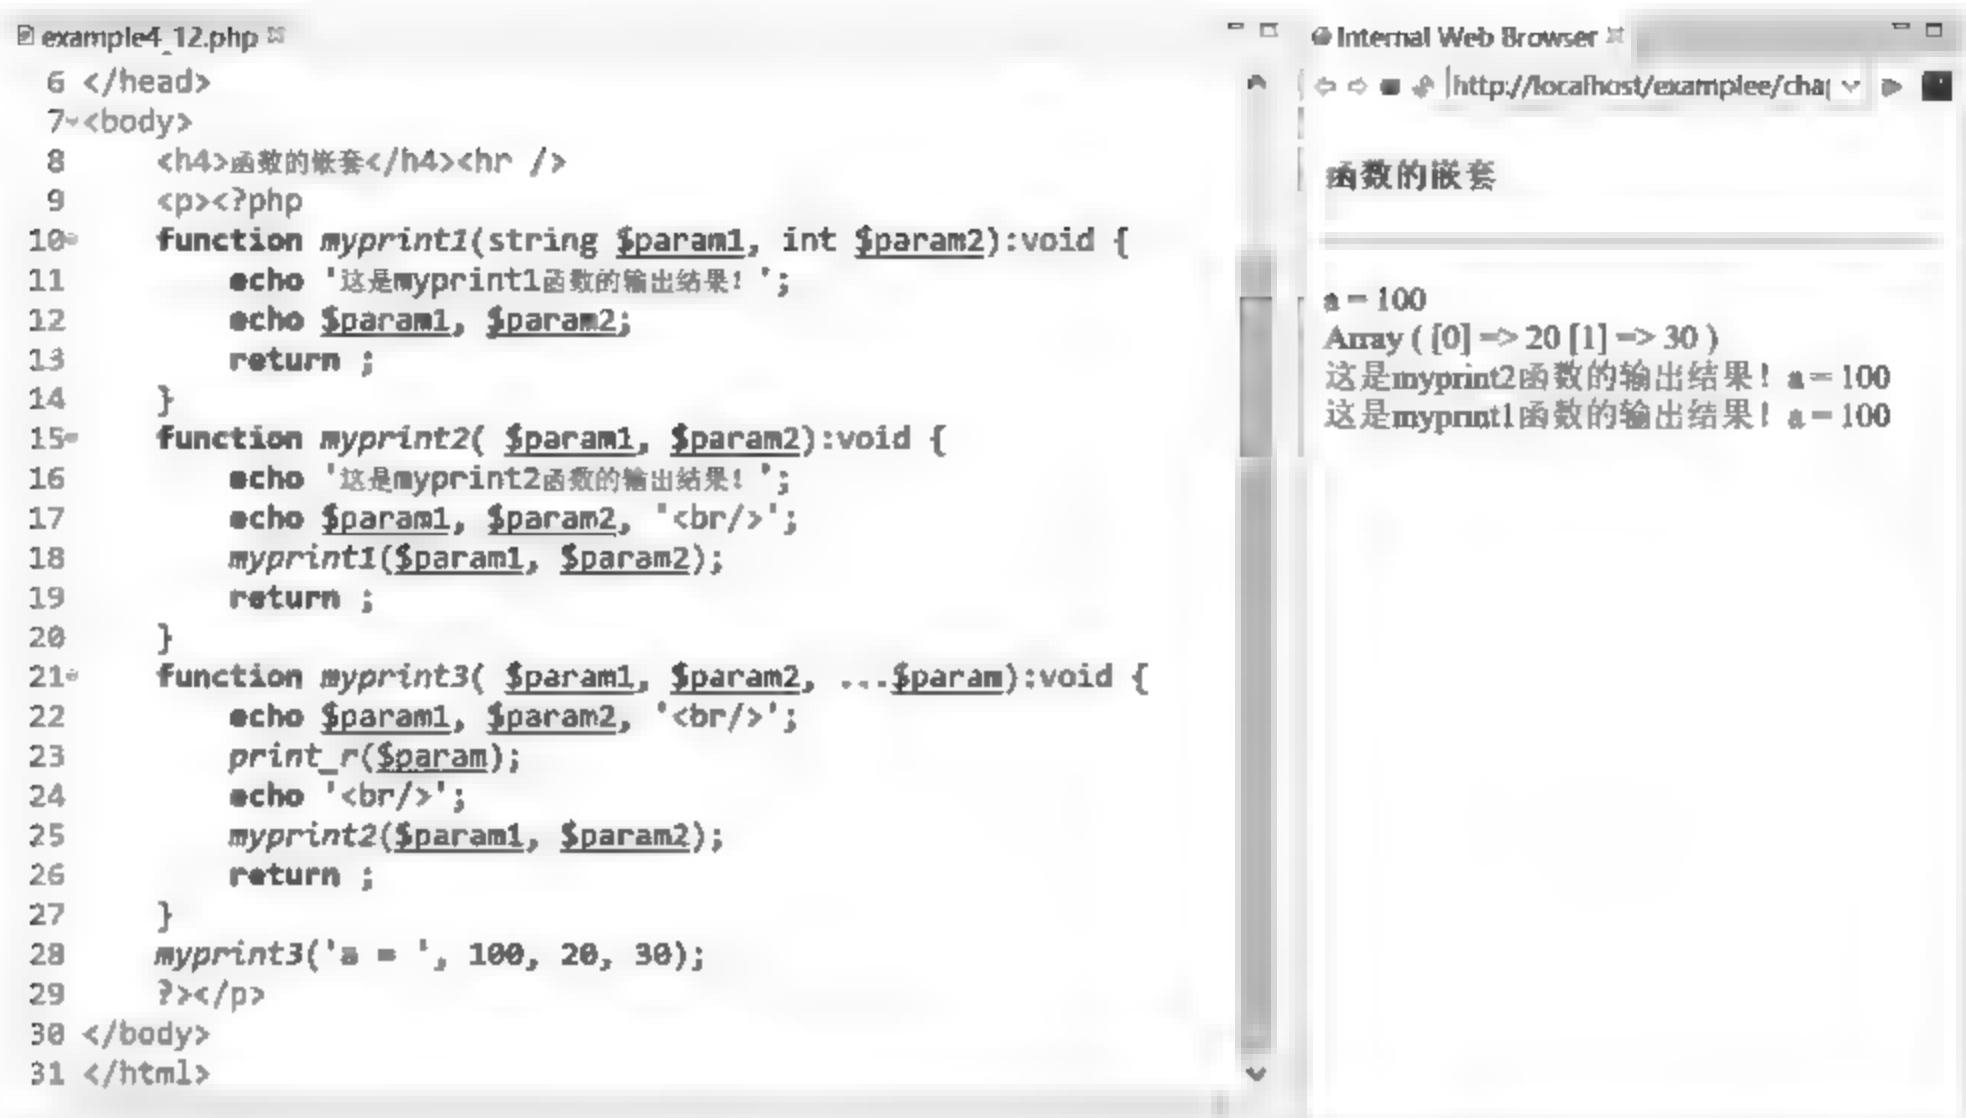 example4_12.php
6 </head>
7 <body>
8 <h4>函数的嵌套</h4><hr />
9 <p><?php
10 function myprint1(string $param1, int $param2):void {
11 echo '这是myprint1函数的输出结果！';
12 echo $param1, $param2;
13 return ;
14 }
15 function myprint2( $param1, $param2):void {
16 echo '这是myprint2函数的输出结果！';
17 echo $param1, $param2, '<br/>';
18 myprint1($param1, $param2);
19 return ;
20 }
21 function myprint3( $param1, $param2, ...$param):void {
22 echo $param1, $param2, '<br/>';
23 print_r($param);
24 echo '<br/>';
25 myprint2($param1, $param2);
26 return ;
27 }
28 myprint3('a = ', 100, 20, 30);
29 ?></p>
30 </body>
31 </html>
Internal Web Browser
http://localhost/examplee/cha
函数的嵌套
a = 100
Array ( [0] => 20 [1] => 30 )
这是myprint2函数的输出结果！a = 100
这是myprint1函数的输出结果！a = 100